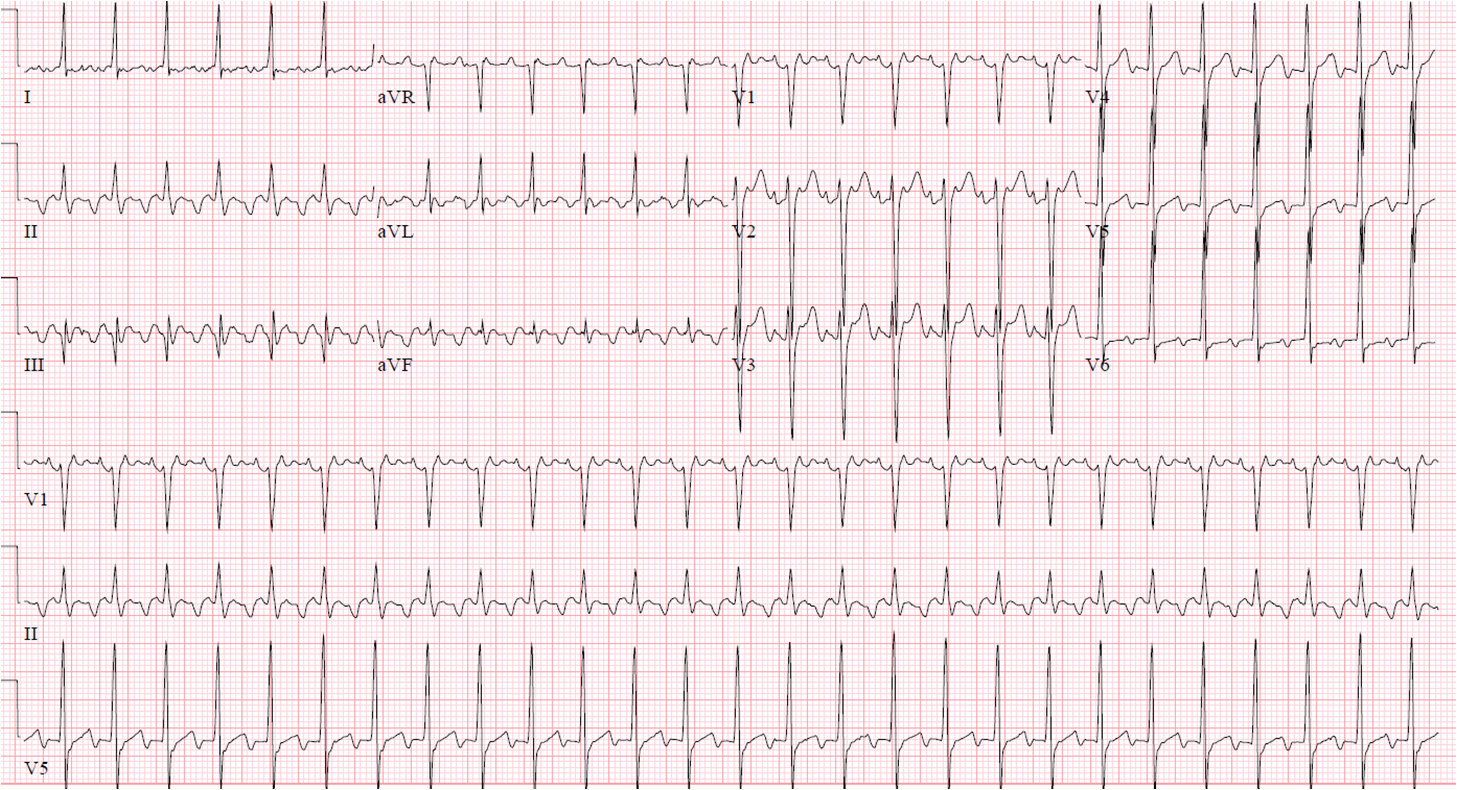 I aVR V1 V4
II aVL V2 V5
III aVF V3 V6
V1
II
V5